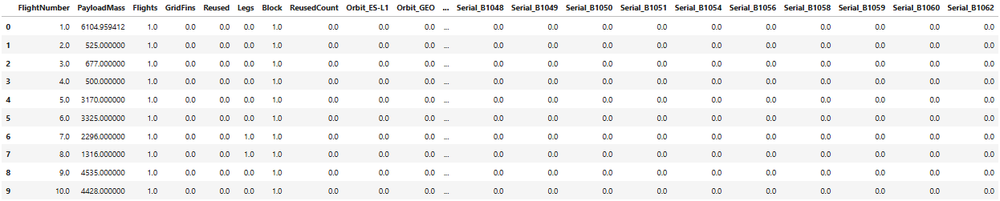 FlightNumber PayloadMass Flights GridFins Reused Legs Block ReusedCount Orbit_ES-L1 Orbit_GEO ... Serial_B1048 Serial_B1049 Serial_B1050 Serial_B1051 Serial_B1054 Serial_B1056 Serial_B1058 Serial_B1059 Serial_B1060 Serial_B1062
0 1.0 6104.959412 1.0 0.0 0.0 0.0 1.0 0.0 0.0 0.0 ... 0.0 0.0 0.0 0.0 0.0 0.0 0.0 0.0 0.0 0.0
1 2.0 525.000000 1.0 0.0 0.0 0.0 1.0 0.0 0.0 0.0 ... 0.0 0.0 0.0 0.0 0.0 0.0 0.0 0.0 0.0 0.0
2 3.0 677.000000 1.0 0.0 0.0 0.0 1.0 0.0 0.0 0.0 ... 0.0 0.0 0.0 0.0 0.0 0.0 0.0 0.0 0.0 0.0
3 4.0 500.000000 1.0 0.0 0.0 0.0 1.0 0.0 0.0 0.0 ... 0.0 0.0 0.0 0.0 0.0 0.0 0.0 0.0 0.0 0.0
4 5.0 3170.000000 1.0 0.0 0.0 0.0 1.0 0.0 0.0 0.0 ... 0.0 0.0 0.0 0.0 0.0 0.0 0.0 0.0 0.0 0.0
5 6.0 3325.000000 1.0 0.0 0.0 0.0 1.0 0.0 0.0 0.0 ... 0.0 0.0 0.0 0.0 0.0 0.0 0.0 0.0 0.0 0.0
6 7.0 2296.000000 1.0 0.0 0.0 1.0 1.0 0.0 0.0 0.0 ... 0.0 0.0 0.0 0.0 0.0 0.0 0.0 0.0 0.0 0.0
7 8.0 1316.000000 1.0 0.0 0.0 1.0 1.0 0.0 0.0 0.0 ... 0.0 0.0 0.0 0.0 0.0 0.0 0.0 0.0 0.0 0.0
8 9.0 4535.000000 1.0 0.0 0.0 0.0 1.0 0.0 0.0 0.0 ... 0.0 0.0 0.0 0.0 0.0 0.0 0.0 0.0 0.0 0.0
9 10.0 4428.000000 1.0 0.0 0.0 0.0 1.0 0.0 0.0 0.0 ... 0.0 0.0 0.0 0.0 0.0 0.0 0.0 0.0 0.0 0.0